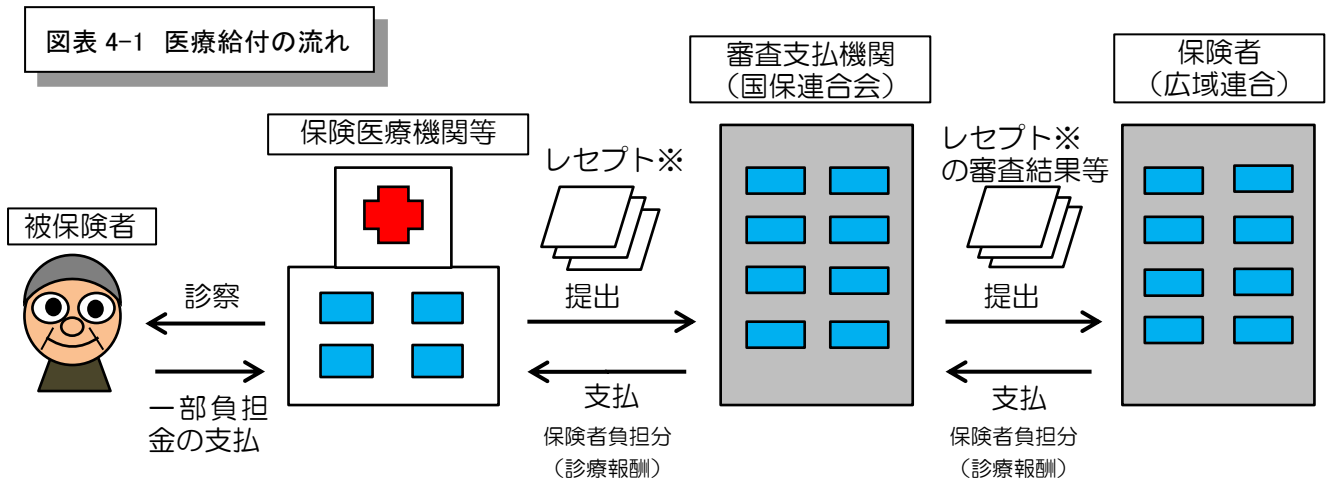 図表 4-1 医療給付の流れ
被保険者
診察
一部負担
金の支払
保険医療機関等
レセプト※
提出
支払
保険者負担分
（診療報酬）
審査支払機関
（国保連合会）
レセプト※
の審査結果等
提出
支払
保険者負担分
（診療報酬）
保険者
（広域連合）